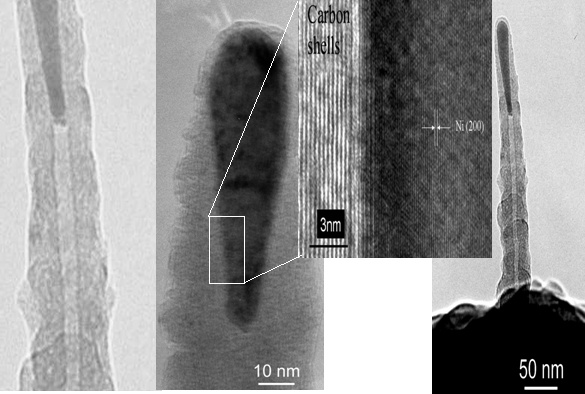 Carbon
shells
Ni (200)
3nm
10 nm
50 nm